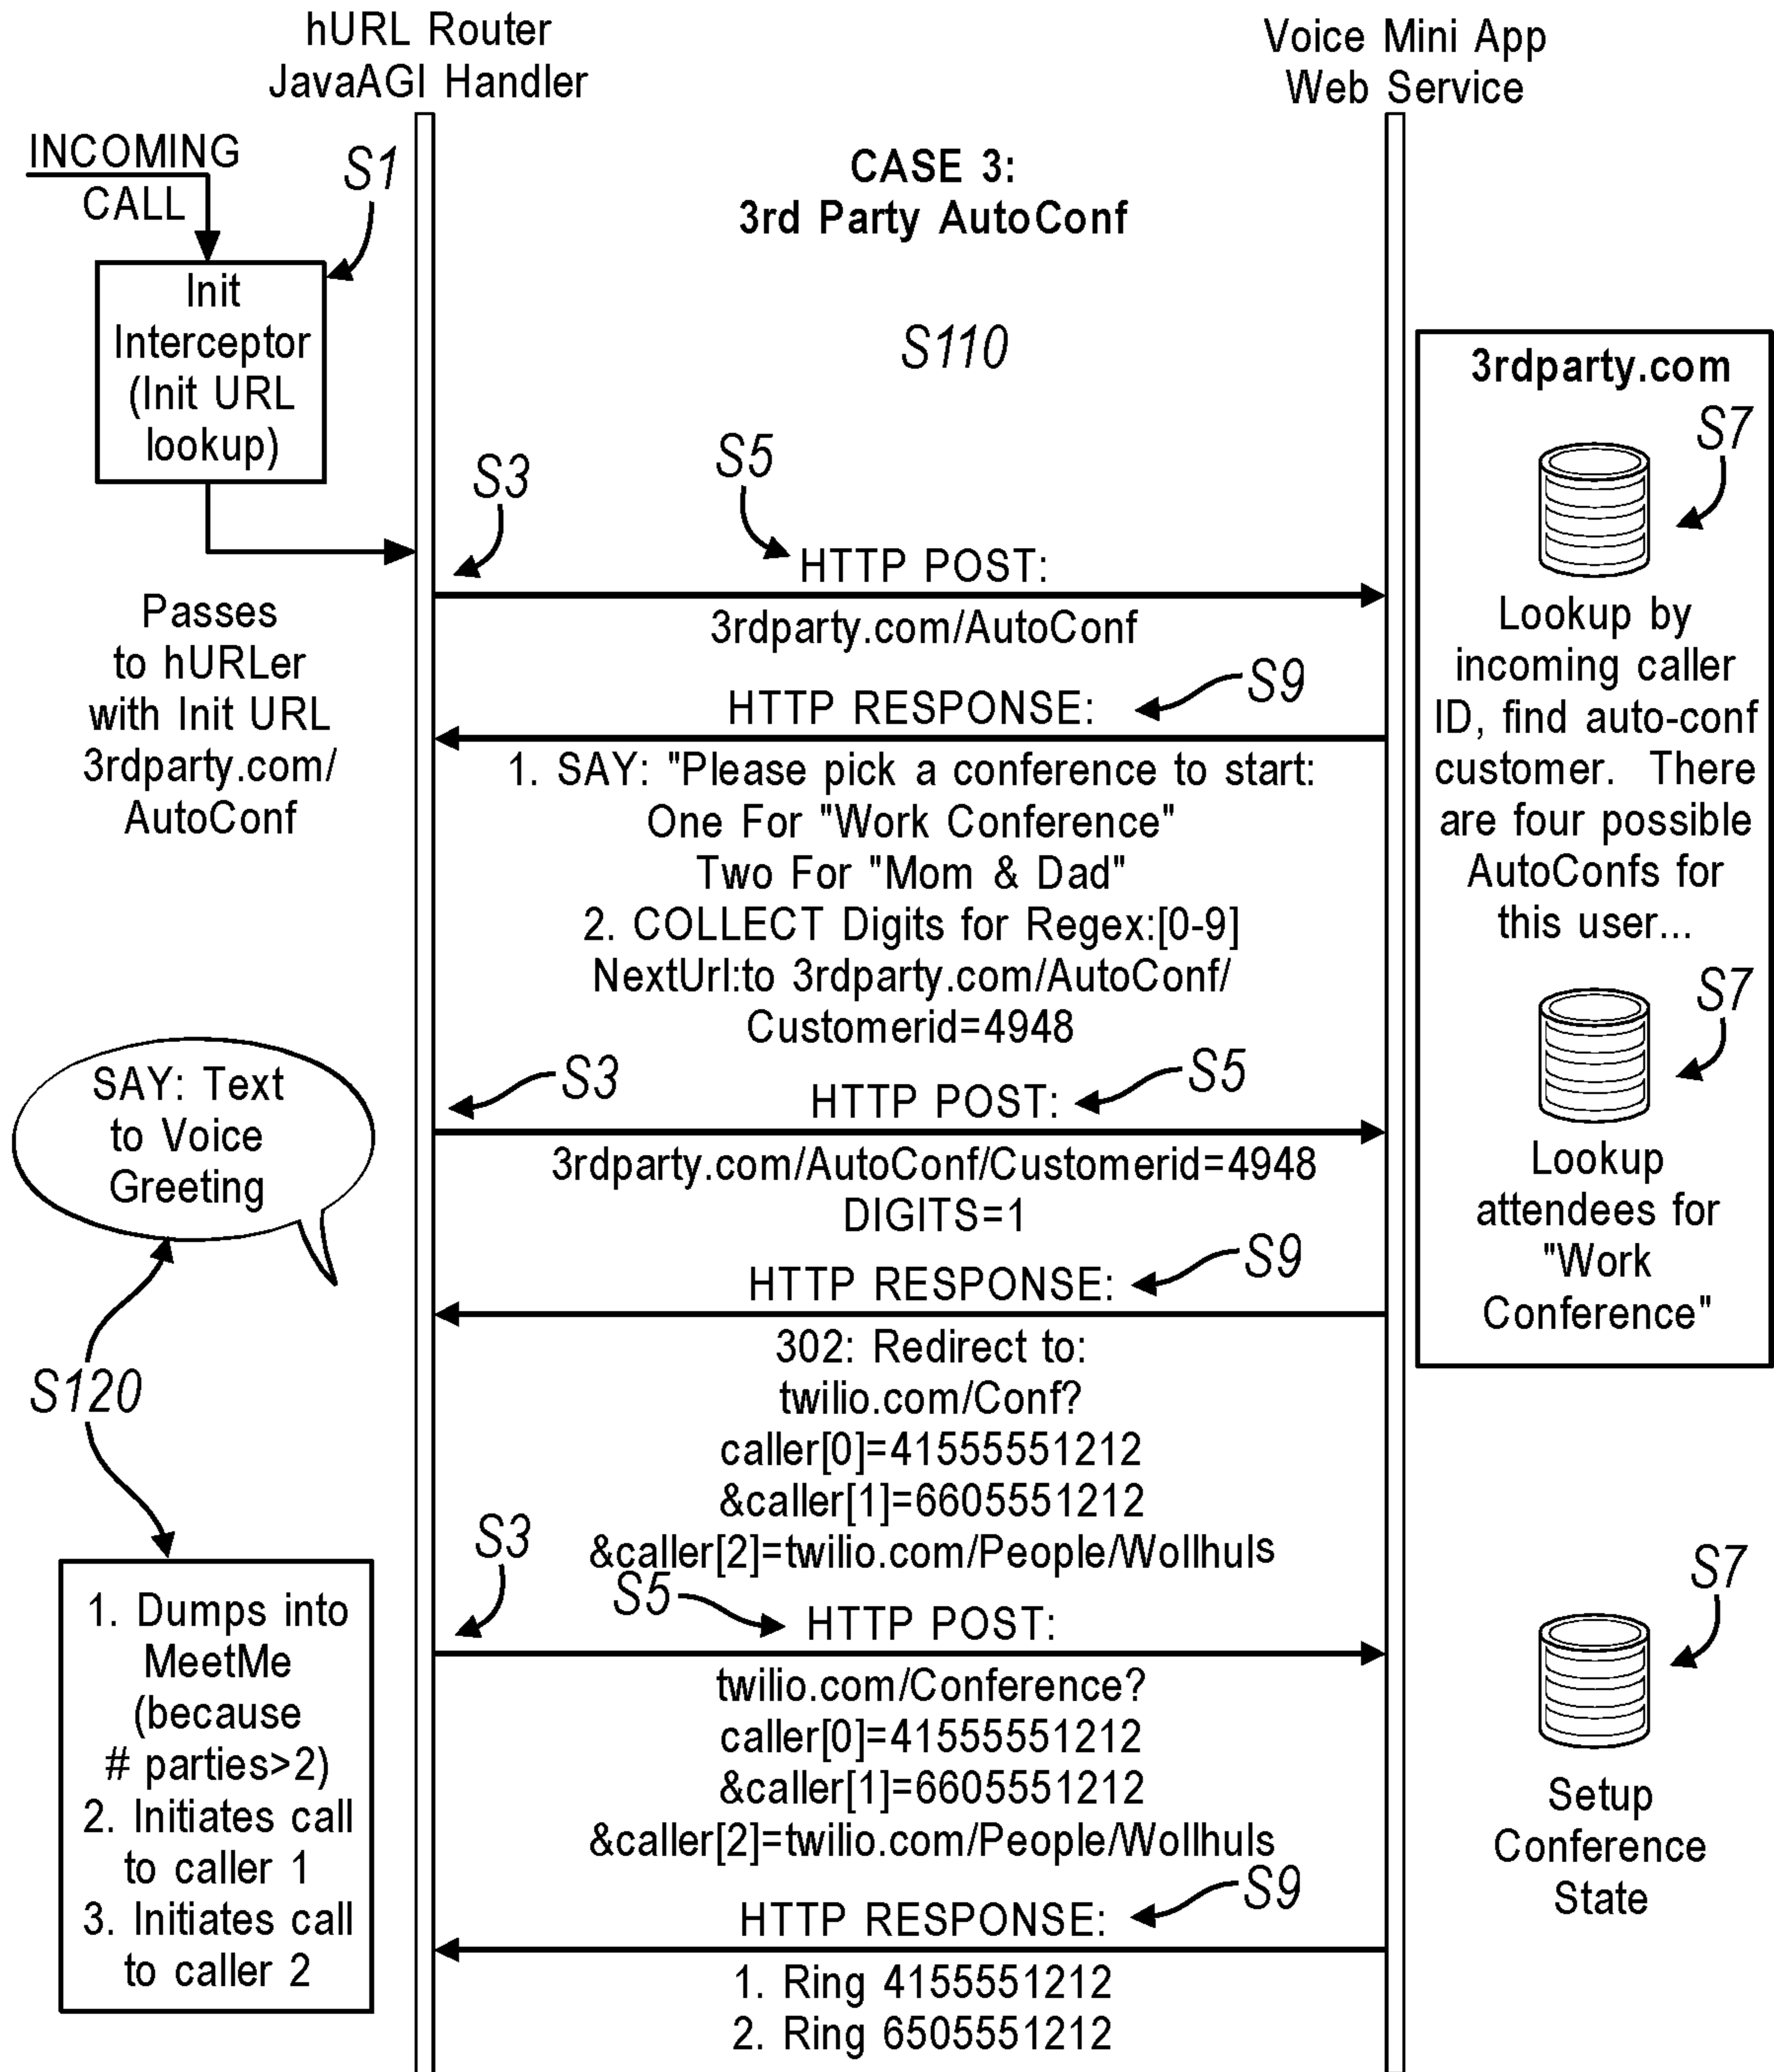 hURL Router
JavaAGI Handler
Voice Mini App
Web Service
INCOMING
CALL
S1
CASE 3:
3rd Party AutoConf
Init
Interceptor
(Init URL
lookup)
S110
3rdparty.com
S7
S3
S5
HTTP POST:
3rdparty.com/AutoConf
Passes
to hURLer
with Init URL
3rdparty.com/
AutoConf
Lookup by
incoming caller
ID, find auto-conf
customer. There
are four possible
AutoConfs for
this user...
S9
HTTP RESPONSE:
1. SAY: "Please pick a conference to start:
One For "Work Conference"
Two For "Mom & Dad"
2. COLLECT Digits for Regex:[0-9]
NextUrl:to 3rdparty.com/AutoConf/
Customerid=4948
S7
Lookup
attendees for
"Work
Conference"
SAY: Text
to Voice
Greeting
S3
S5
HTTP POST:
3rdparty.com/AutoConf/Customerid=4948
DIGITS=1
S9
HTTP RESPONSE:
302: Redirect to:
twilio.com/Conf?
caller[0]=41555551212
&caller[1]=6605551212
&caller[2]=twilio.com/People/Wollhuls
S120
S3
S5
HTTP POST:
twilio.com/Conference?
caller[0]=41555551212
&caller[1]=6605551212
&caller[2]=twilio.com/People/Wollhuls
S7
Setup
Conference
State
1. Dumps into
MeetMe
(because
# parties>2)
2. Initiates call
to caller 1
3. Initiates call
to caller 2
S9
HTTP RESPONSE:
1. Ring 4155551212
2. Ring 6505551212